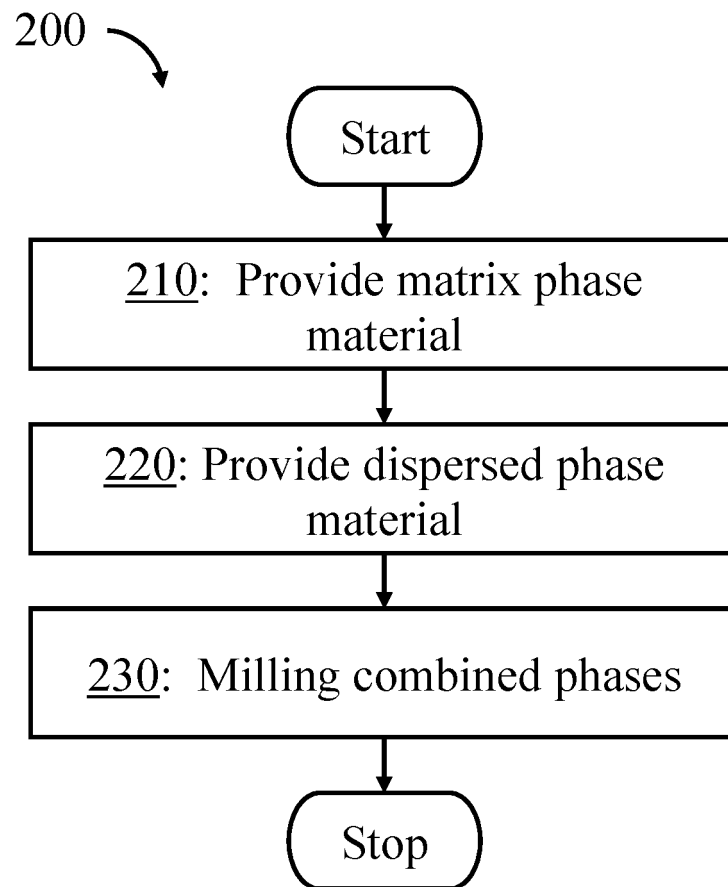 200
Start
210: Provide matrix phase
material
220: Provide dispersed phase
material
230: Milling combined phases
Stop